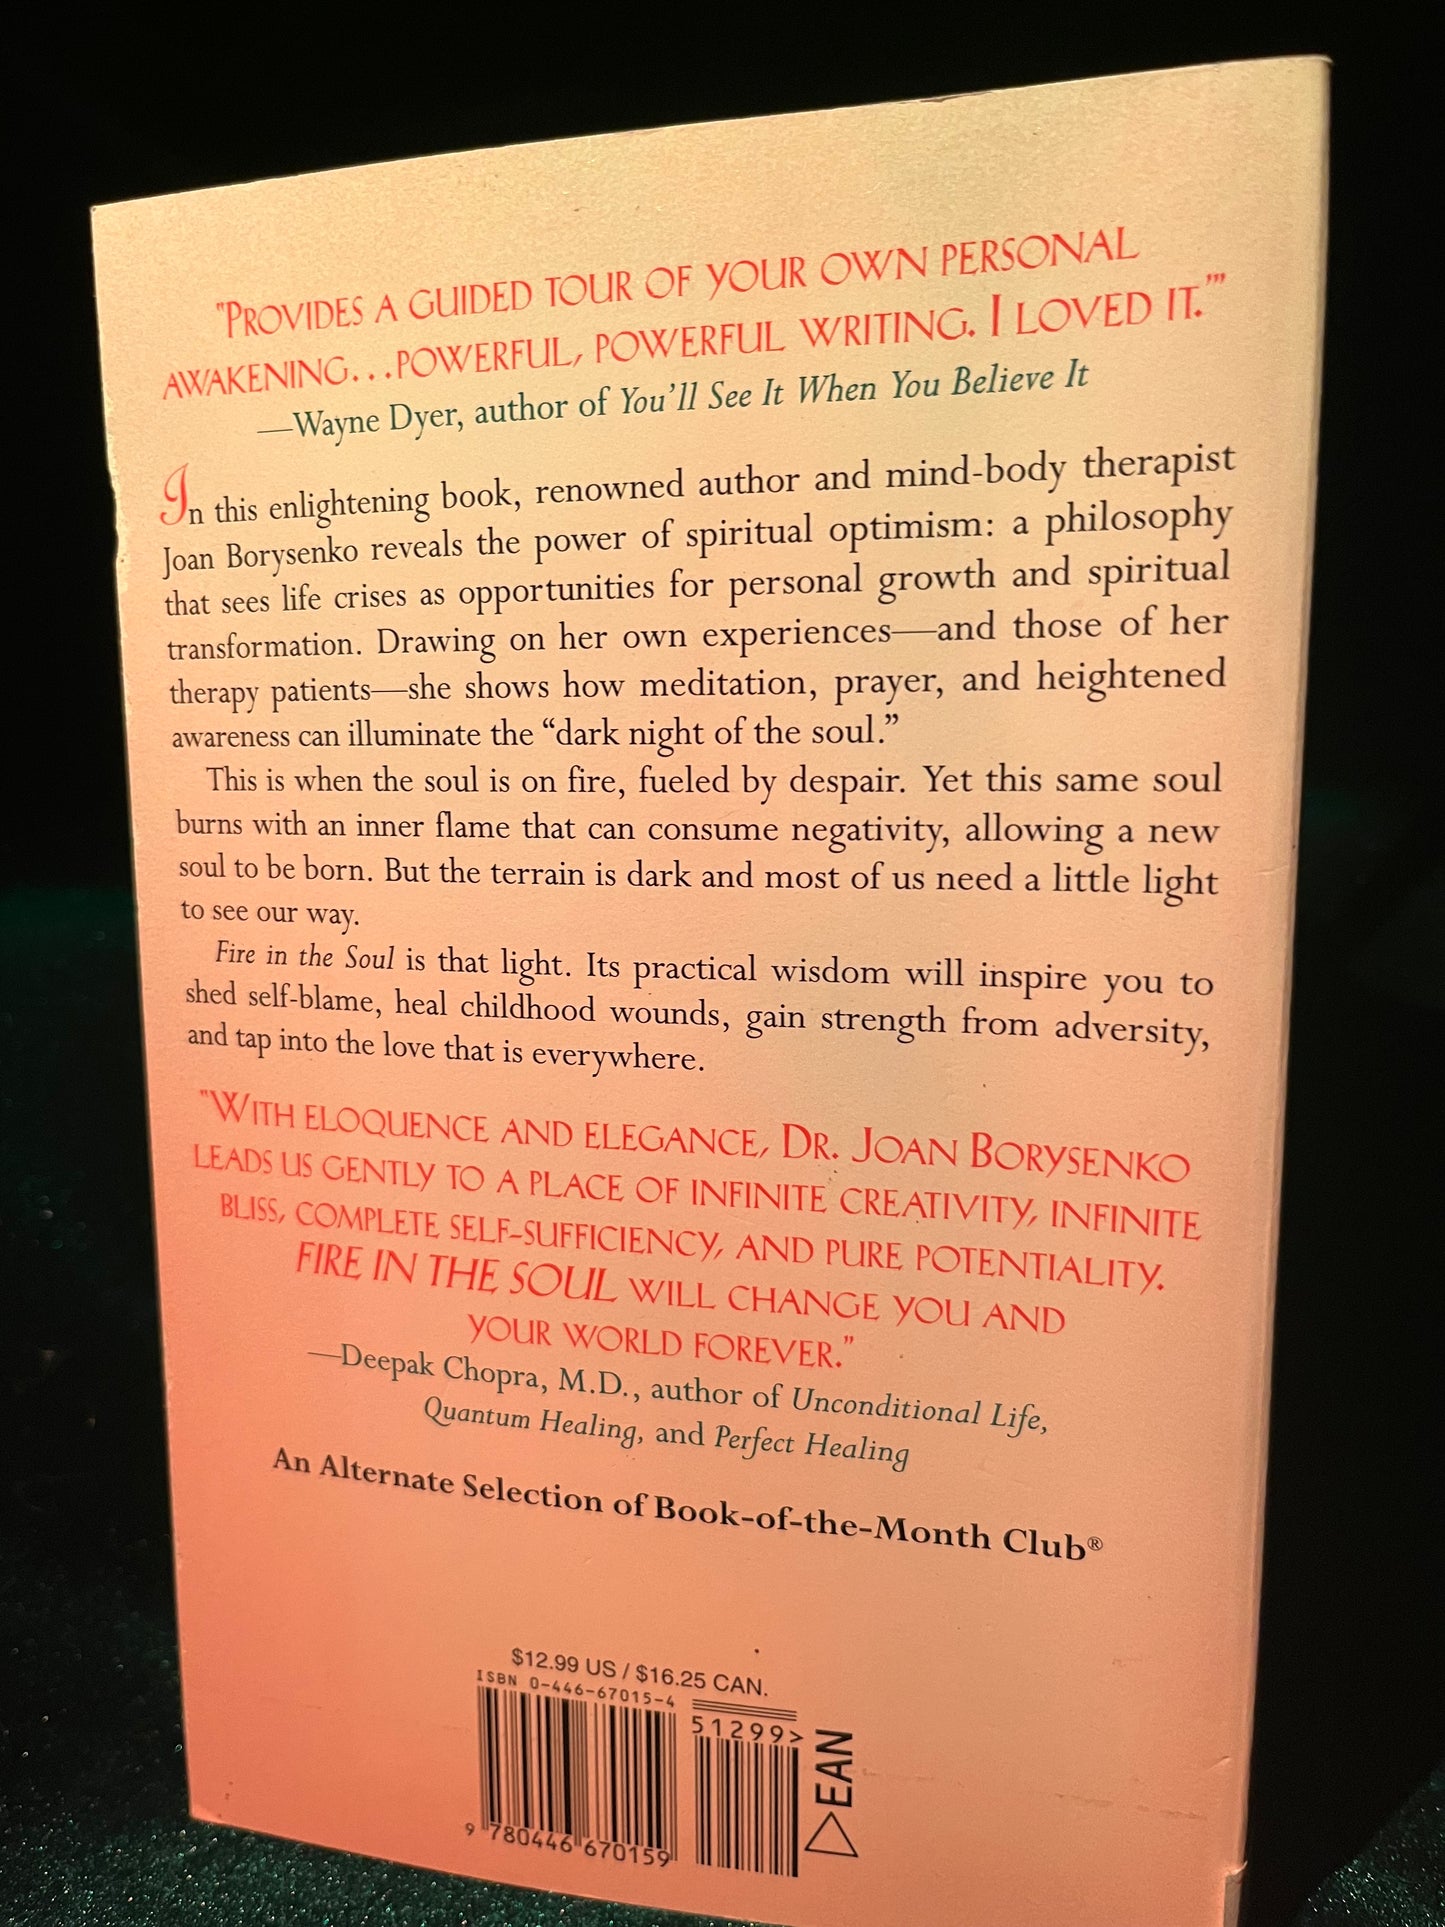 "PROVIDES A GUIDED TOUR OF YOUR OWN PERSONAL
AWAKENING...POWERFUL, POWERFUL WRITING. I LOVED IT.'"
—Wayne Dyer, author of You'll See It When You Believe It
In this enlightening book, renowned author and mind-body therapist
Joan Borysenko reveals the power of spiritual optimism: a philosophy
that sees life crises as opportunities for personal growth and spiritual
transformation. Drawing on her own experiences—and those of her
therapy patients—she shows how meditation, prayer, and heightened
awareness can illuminate the “dark night of the soul.”
This is when the soul is on fire, fueled by despair. Yet this same soul
burns with an inner flame that can consume negativity, allowing a new
soul to be born. But the terrain is dark and most of us need a little light
to see our way.
Fire in the Soul is that light. Its practical wisdom will inspire you to
shed self-blame, heal childhood wounds, gain strength from adversity,
and tap into the love that is everywhere.
"WITH ELOQUENCE AND ELEGANCE, DR. JOAN BORYSENKO
LEADS US GENTLY TO A PLACE OF INFINITE CREATIVITY, INFINITE
BLISS, COMPLETE SELF-SUFFICIENCY, AND PURE POTENTIALITY.
FIRE IN THE SOUL WILL CHANGE YOU AND
YOUR WORLD FOREVER."
—Deepak Chopra, M.D., author of Unconditional Life,
Quantum Healing, and Perfect Healing
An Alternate Selection of Book-of-the-Month Club®
$12.99 US / $16.25 CAN.
ISBN 0-446-67015-4
51299>
EAN
9 780446 670159